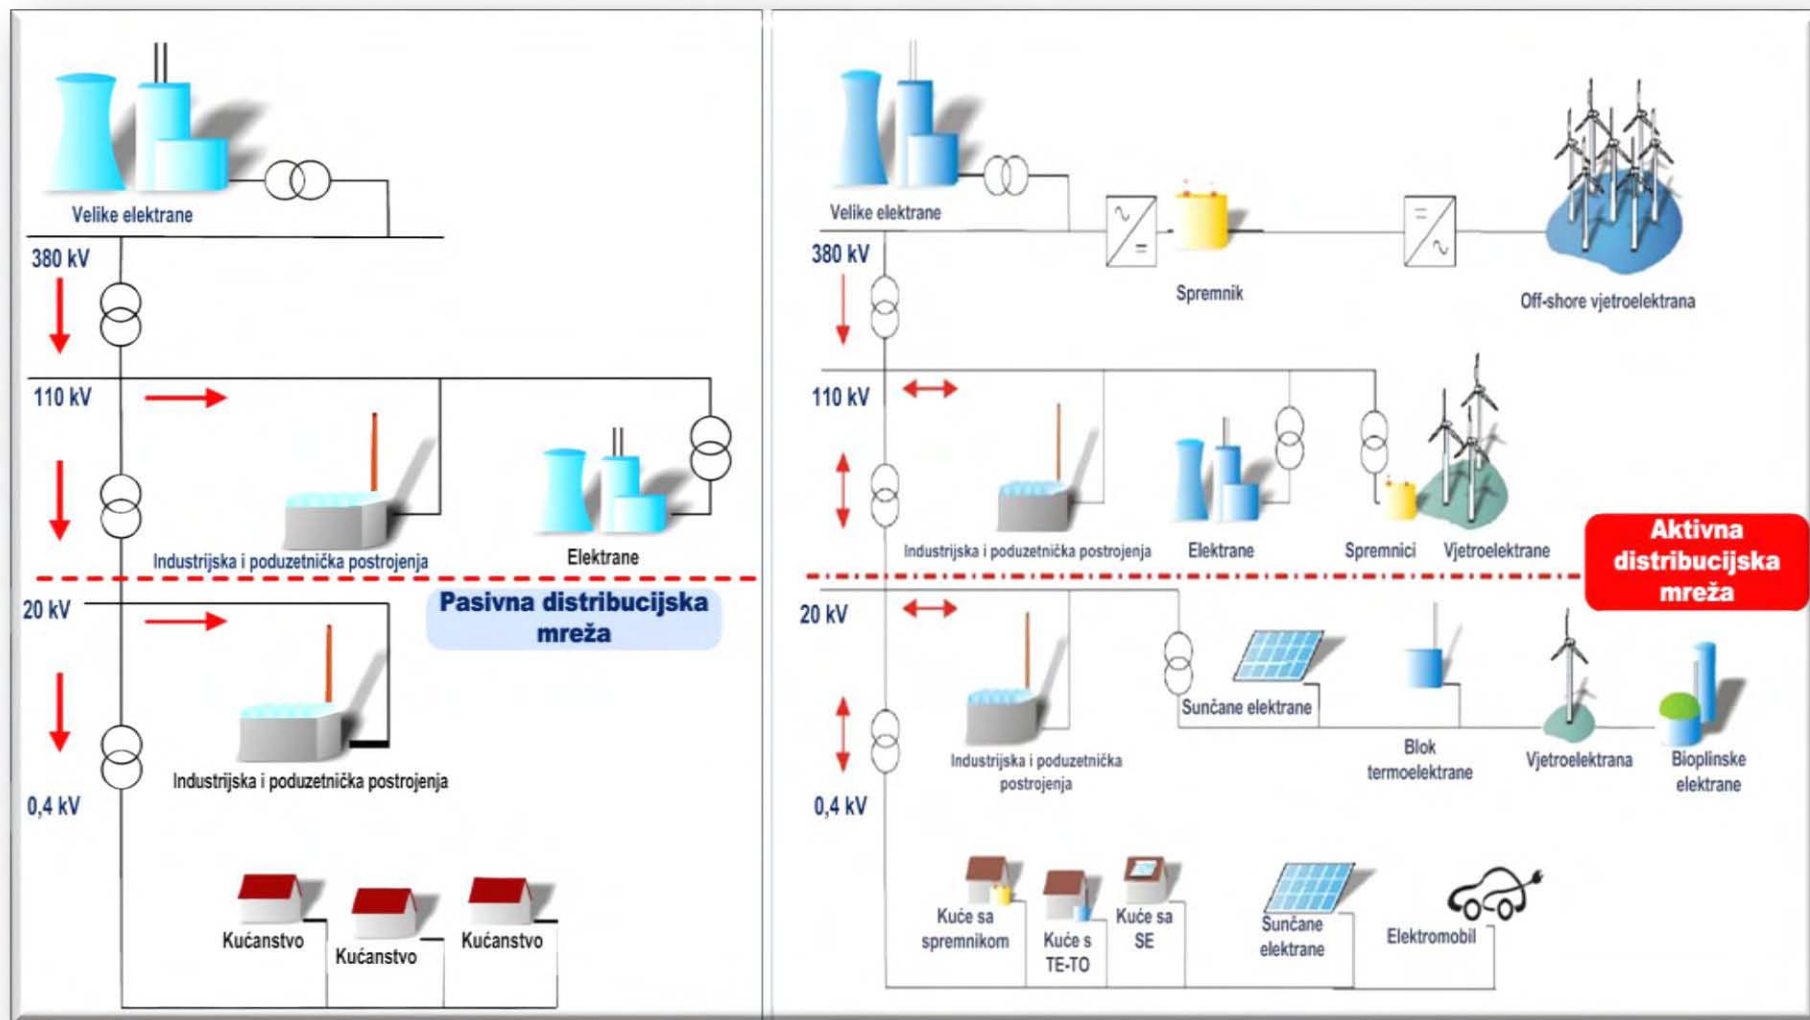 Velike elektrane
380 kV
110 kV
Industrijska i poduzetnička postrojenja
Elektrane
20 kV
Pasivna distribucijska
mreža
Industrijska i poduzetnička postrojenja
0,4 kV
Kućanstvo
Kućanstvo
Kućanstvo
Velike elektrane
380 kV
Spremnik
Off-shore vjetroelektrana
110 kV
Industrijska i poduzetnička postrojenja
Elektrane
Spremnici
Vjetroelektrane
Aktivna
distribucijska
mreža
20 kV
Sunčane elektrane
Industrijska i poduzetnička
postrojenja
Blok
termoelektrane
Vjetroelektrana
Bioplinske
elektrane
0,4 kV
Kuće sa
spremnikom
Kuće s
TE-TO
Kuće sa
SE
Sunčane
elektrane
Elektromobil